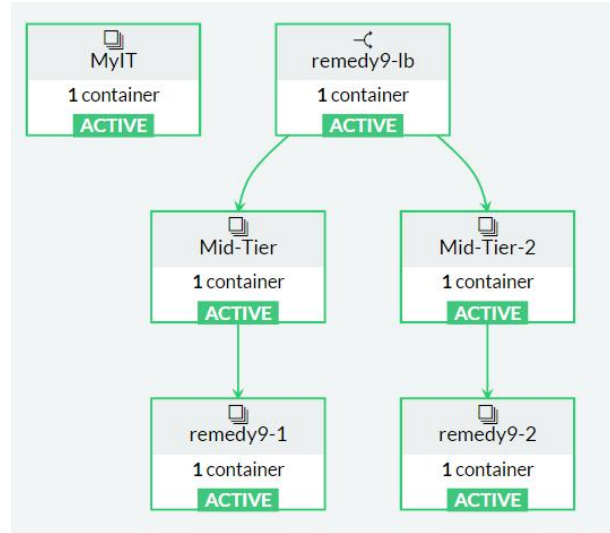 MyIT
1 container
ACTIVE
remedy9-lb
1 container
ACTIVE
Mid-Tier
1 container
ACTIVE
Mid-Tier-2
1 container
ACTIVE
remedy9-1
1 container
ACTIVE
remedy9-2
1 container
ACTIVE